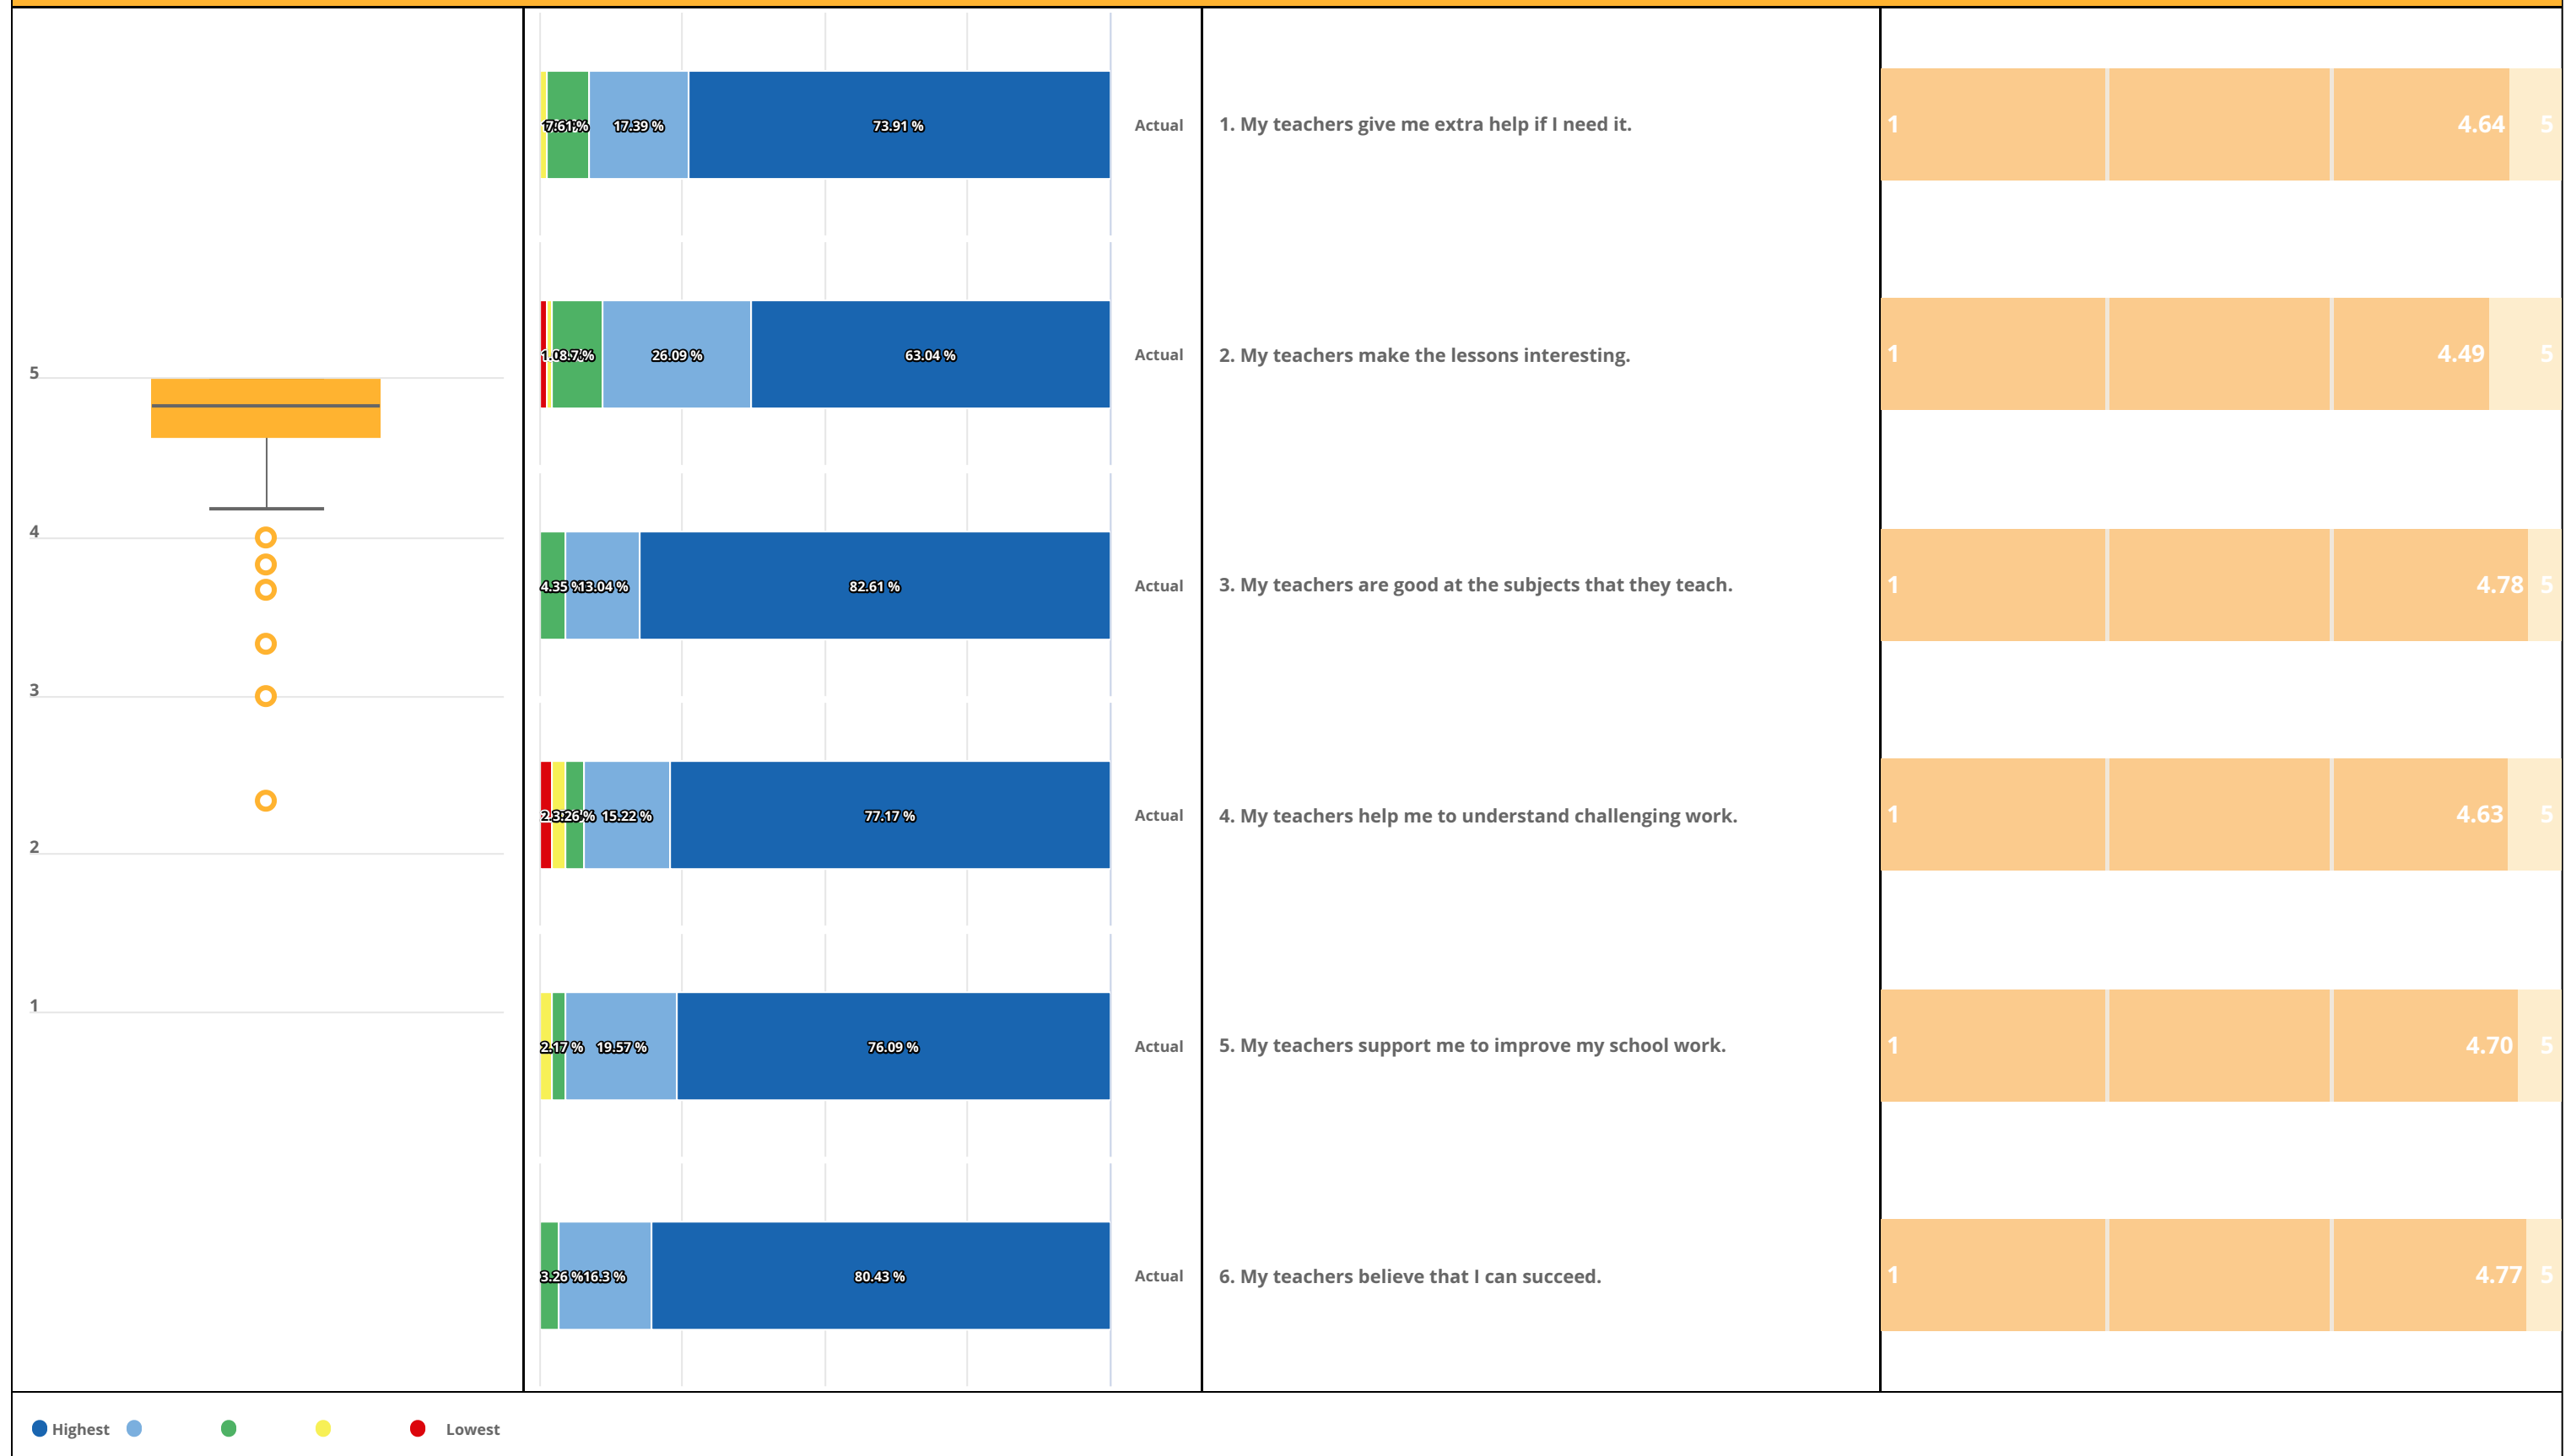 7.61 % 17.39 % 73.91 % Actual 1. My teachers give me extra help if I need it. 1 4.64 5
8.7 % 26.09 % 63.04 % Actual 2. My teachers make the lessons interesting. 1 4.49 5
5
4
4.35 % 13.04 % 82.61 % Actual 3. My teachers are good at the subjects that they teach. 1 4.78 5
3
15.22 % 77.17 % Actual 4. My teachers help me to understand challenging work. 1 4.63 5
2
1
2.17 % 19.57 % 76.09 % Actual 5. My teachers support me to improve my school work. 1 4.70 5
3.26 % 16.3 % 80.43 % Actual 6. My teachers believe that I can succeed. 1 4.77 5
Highest Lowest